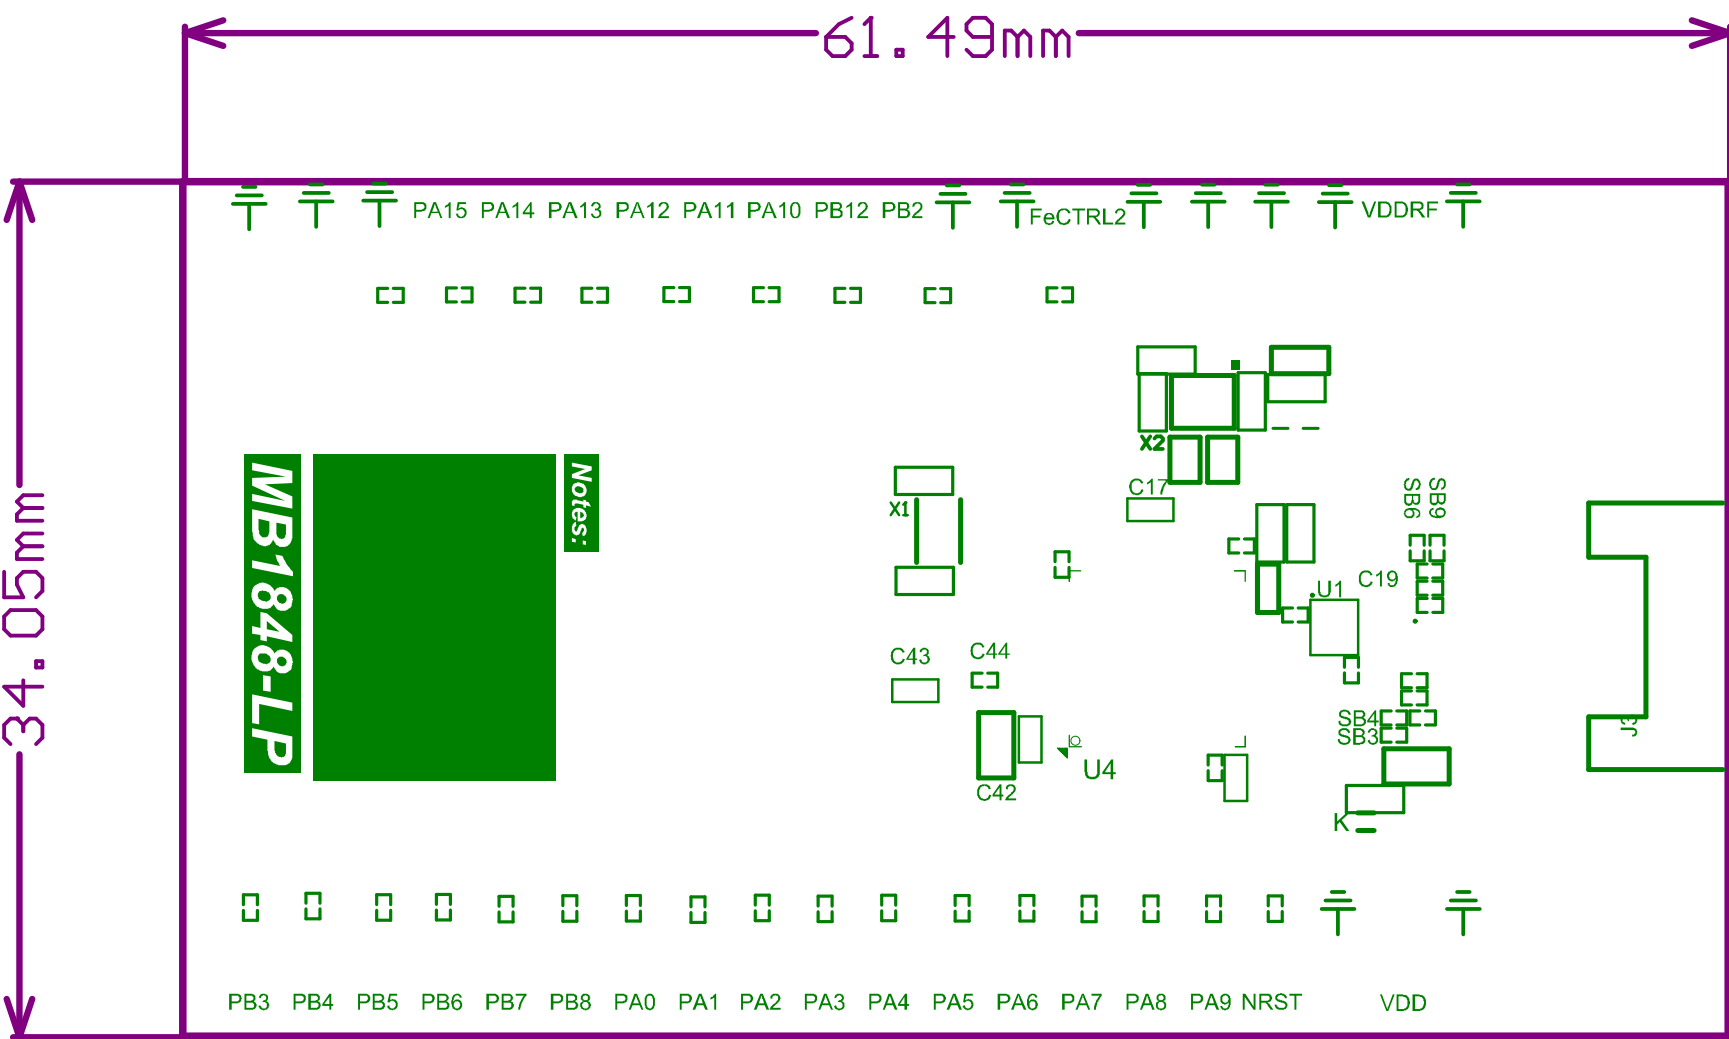 61.49mm
34.05mm
PA15 PA14 PA13 PA12 PA11 PA10 PB12 PB2 FeCTRL2 VDDRF
X2
C17
X1
SB6
SB9
MB1848-LP
Notes:
C19
U1
C43
C44
SB4
SB3
J3
U4
C42
K
PB3 PB4 PB5 PB6 PB7 PB8 PA0 PA1 PA2 PA3 PA4 PA5 PA6 PA7 PA8 PA9 NRST VDD